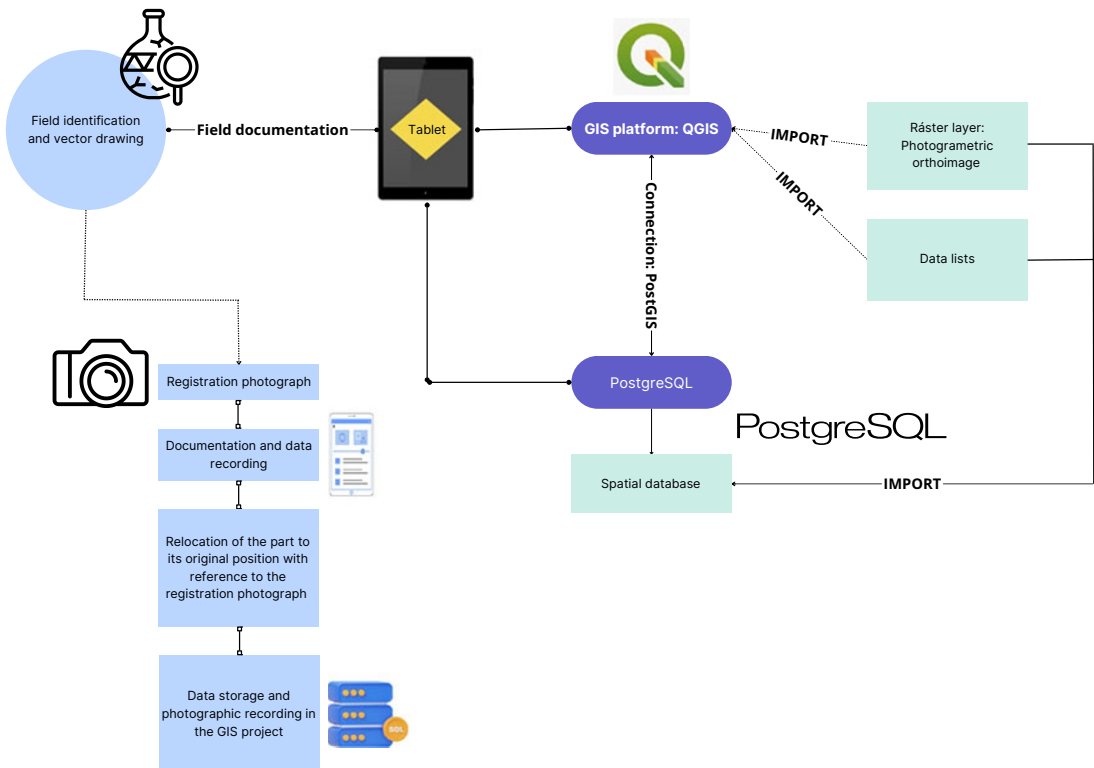 Field identification
and vector drawing
Field documentation
Tablet
GIS platform: QGIS
IMPORT
IMPORT
Ráster layer:
Photogrametric
orthoimage
Data lists
Connection: PostGIS
Registration photograph
PostgreSQL
PostgreSQL
Documentation and data
recording
Spatial database
IMPORT
Relocation of the part to
its original position with
reference to the
registration photograph
Data storage and
photographic recording in
the GIS project
SQL